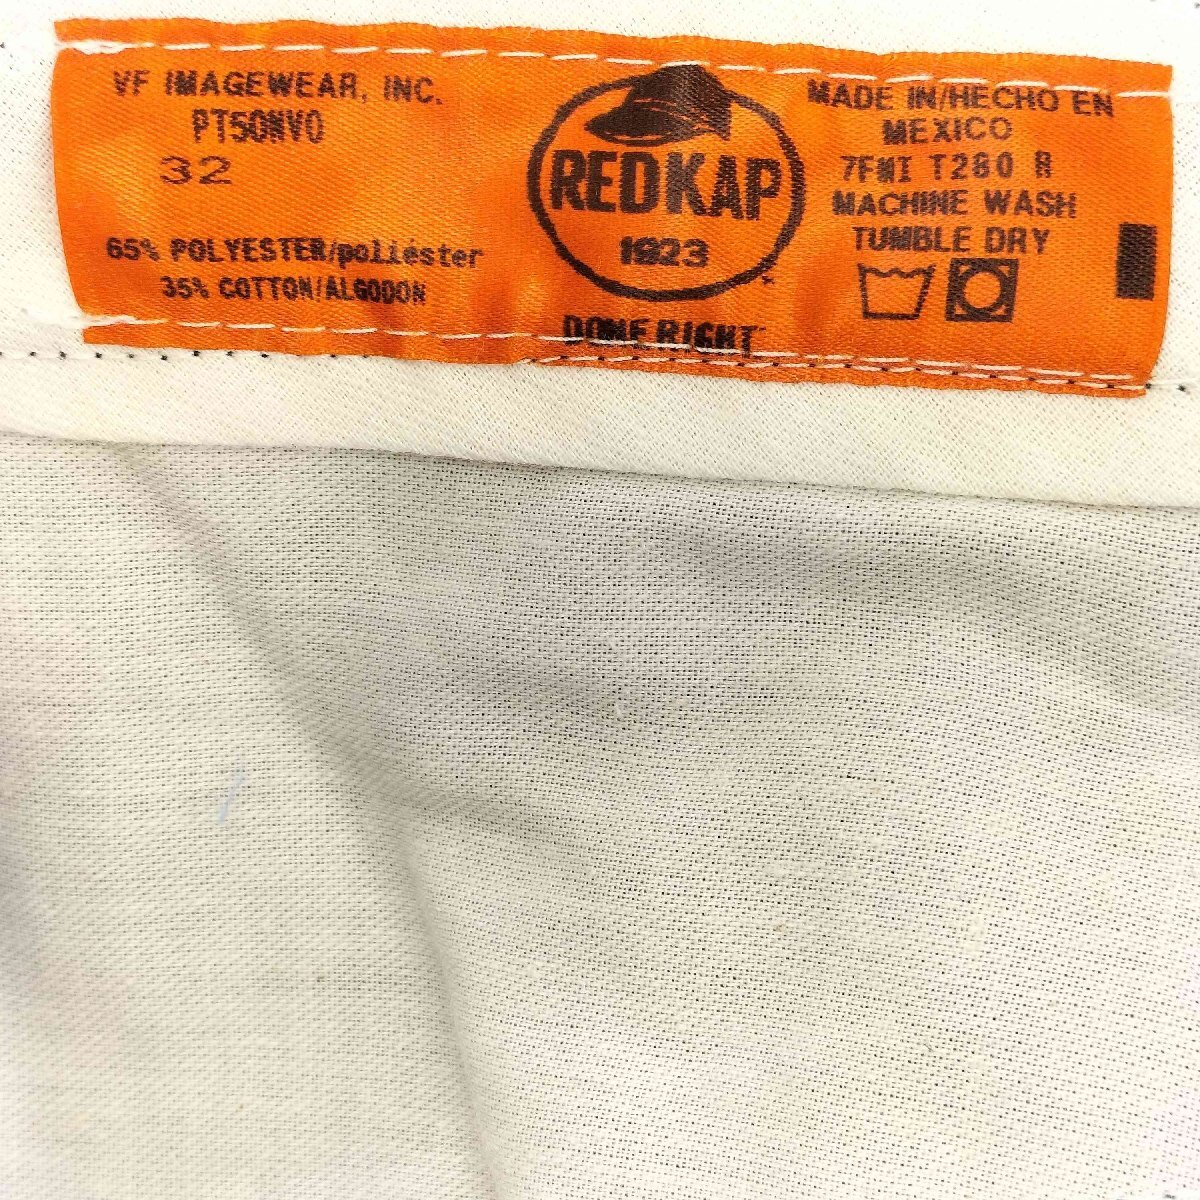 VF IMAGEWEAR, INC.
PT50NV0
32
65% POLYESTER/poliéster
35% COTTON/ALGODON
REDKAP
1923
DONE RIGHT
MADE IN/HECHO EN
MEXICO
7FMI T280 R
MACHINE WASH
TUMBLE DRY